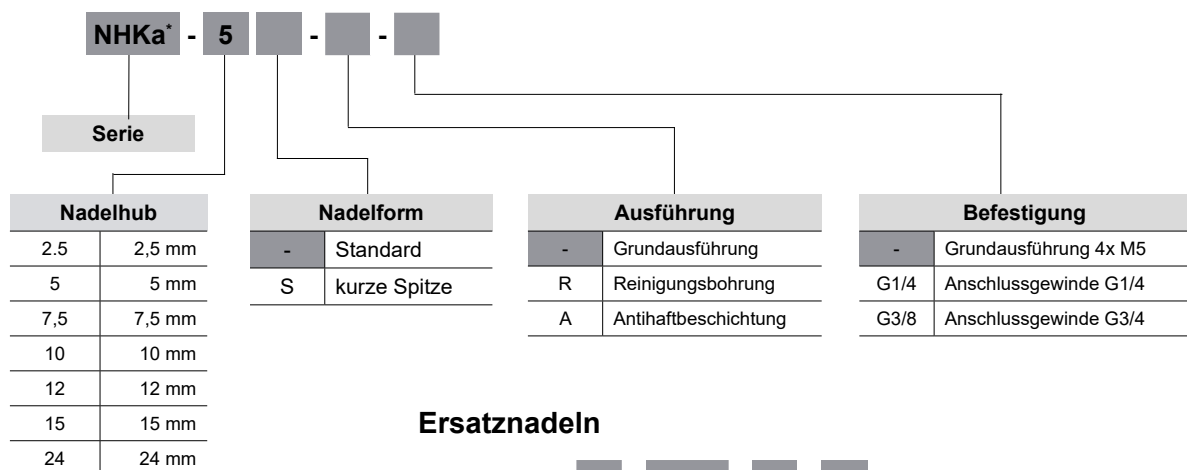 NHKa* - 5 - -
Serie
Nadelhub
2.5 2,5 mm
5 5 mm
7,5 7,5 mm
10 10 mm
12 12 mm
15 15 mm
24 24 mm
Nadelform
- Standard
S kurze Spitze
Ausführung
- Grundausführung
R Reinigungsbohrung
A Antihaftbeschichtung
Befestigung
- Grundausführung 4x M5
G1/4 Anschlussgewinde G1/4
G3/8 Anschlussgewinde G3/4
Ersatznadeln